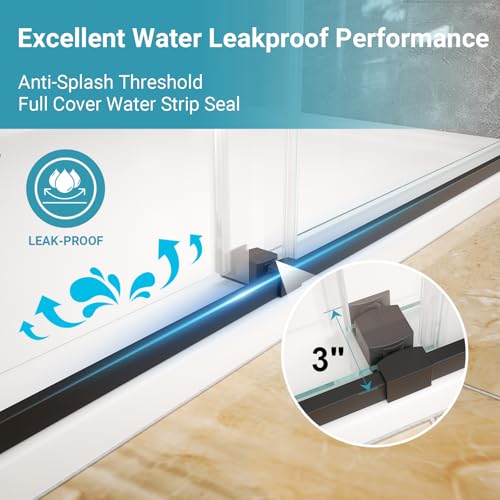 Excellent Water Leakproof Performance
Anti-Splash Threshold
Full Cover Water Strip Seal
LEAK-PROOF
3"